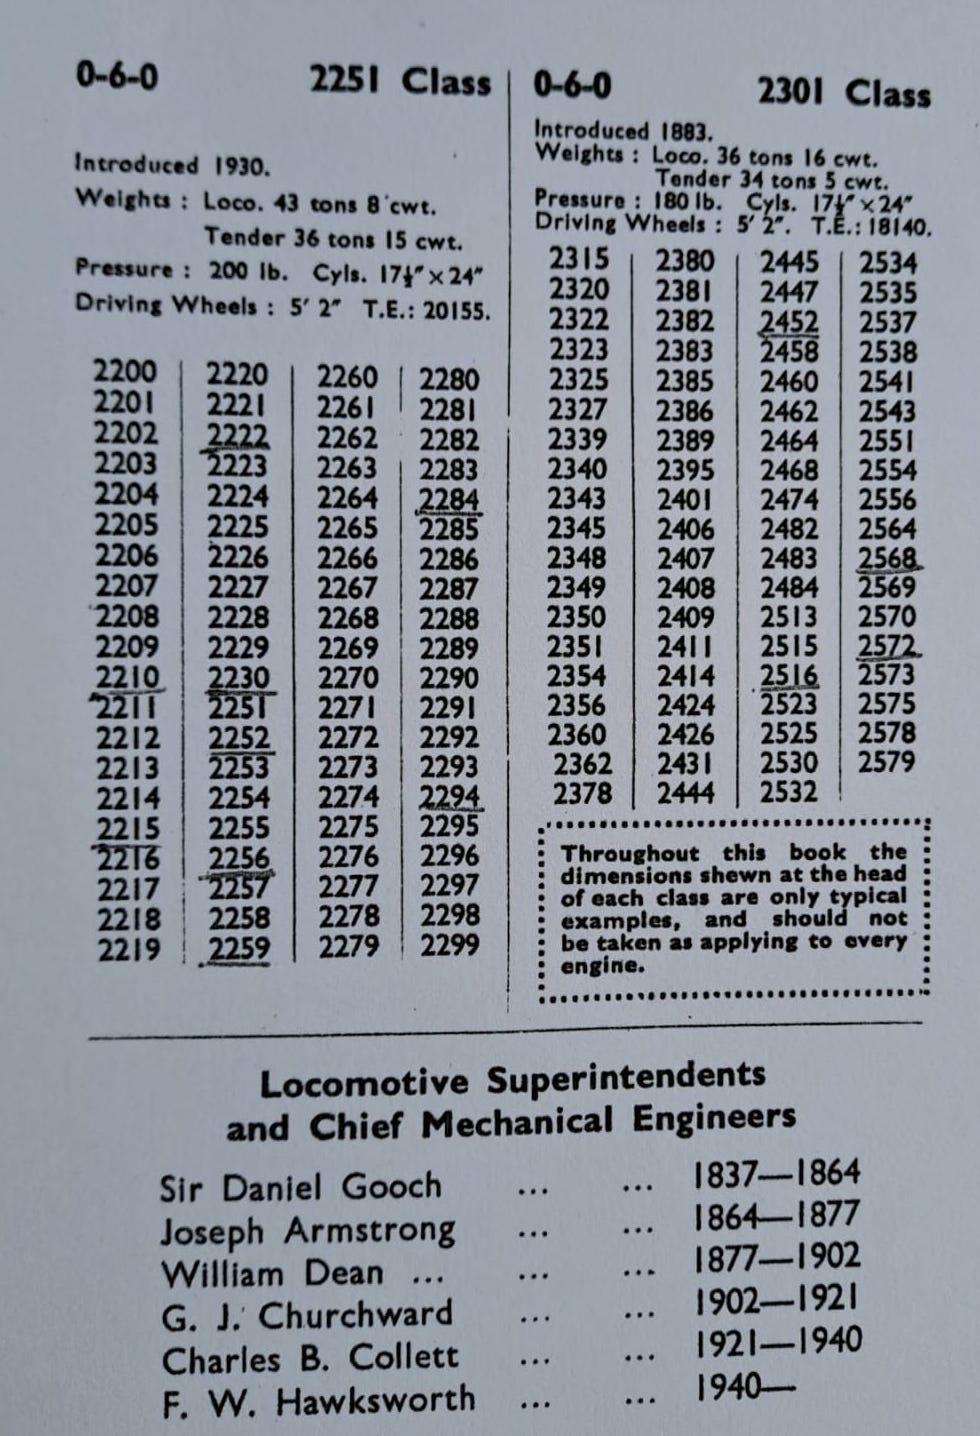 0-6-0 2251 Class
Introduced 1930.
Weights : Loco. 43 tons 8 cwt.
Tender 36 tons 15 cwt.
Pressure : 200 lb. Cyls. 17½″ × 24″
Driving Wheels : 5′ 2″ T.E.: 20155.
2200 2220 2260 2280
2201 2221 2261 2281
2202 2222 2262 2282
2203 2223 2263 2283
2204 2224 2264 2284
2205 2225 2265 2285
2206 2226 2266 2286
2207 2227 2267 2287
2208 2228 2268 2288
2209 2229 2269 2289
2210 2230 2270 2290
2211 2251 2271 2291
2212 2252 2272 2292
2213 2253 2273 2293
2214 2254 2274 2294
2215 2255 2275 2295
2216 2256 2276 2296
2217 2257 2277 2297
2218 2258 2278 2298
2219 2259 2279 2299
0-6-0 2301 Class
Introduced 1883.
Weights : Loco. 36 tons 16 cwt.
Tender 34 tons 5 cwt.
Pressure : 180 lb. Cyls. 17½″ × 24″
Driving Wheels : 5′ 2″. T.E.: 18140.
2315 2380 2445 2534
2320 2381 2447 2535
2322 2382 2452 2537
2323 2383 2458 2538
2325 2385 2460 2541
2327 2386 2462 2543
2339 2389 2464 2551
2340 2395 2468 2554
2343 2401 2474 2556
2345 2406 2482 2564
2348 2407 2483 2568
2349 2408 2484 2569
2350 2409 2513 2570
2351 2411 2515 2572
2354 2414 2516 2573
2356 2424 2523 2575
2360 2426 2525 2578
2362 2431 2530 2579
2378 2444 2532
Throughout this book the
dimensions shewn at the head
of each class are only typical
examples, and should not
be taken as applying to every
engine.
Locomotive Superintendents
and Chief Mechanical Engineers
Sir Daniel Gooch ... ... 1837—1864
Joseph Armstrong ... ... 1864—1877
William Dean ... ... ... 1877—1902
G. J. Churchward ... ... 1902—1921
Charles B. Collett ... ... 1921—1940
F. W. Hawksworth ... ... 1940—